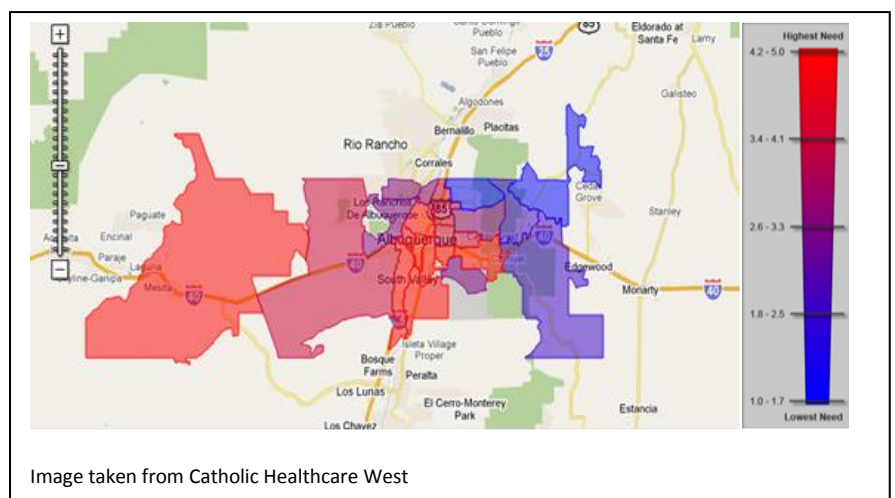 Zia Pueblo
Santo Domingo
Pueblo
85
Eldorado at
Santa Fe
Lamy
San Felipe
Pueblo
25
Galisteo
Algodones
Bernalillo
Placitas
Rio Rancho
Corrales
Cedar
Grove
Los Ranchos
De Albuquerque
85
Paguate
Stanley
Encinal
Albuquerque
40
Paraje
Laguna
40
Edgewood
Mesita
40
South Valley
Moriarty
40
Isleta Village
Proper
Bosque
Farms
Peralta
Los Lunas
El Cerro-Monterey
Park
Estancia
Los Chavez
Highest Need
4.2 - 5.0
3.4 - 4.1
2.6 - 3.3
1.8 - 2.5
1.0 - 1.7
Lowest Need
Image taken from Catholic Healthcare West